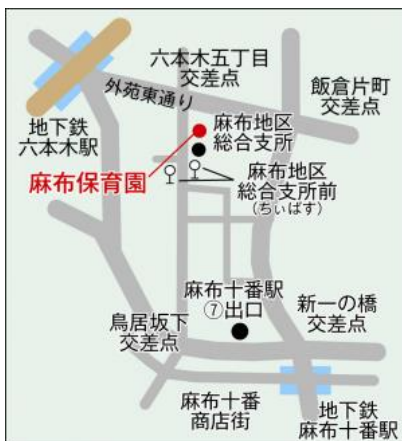 六本木五丁目
交差点
外苑東通り
飯倉片町
交差点
地下鉄
六本木駅
麻布地区
総合支所
麻布保育園
麻布地区
総合支所前
(ちぃばす)
麻布十番駅
⑦出口
新一の橋
交差点
鳥居坂下
交差点
麻布十番
商店街
地下鉄
麻布十番駅